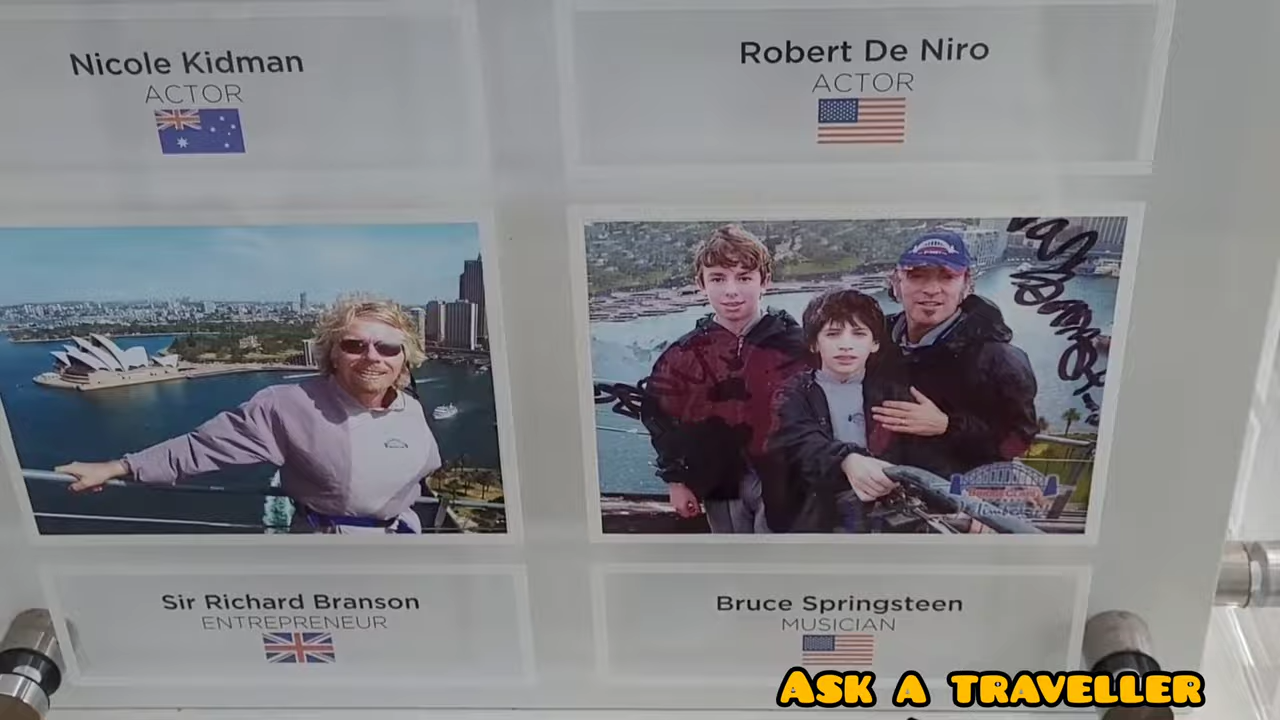 Nicole Kidman
ACTOR
Robert De Niro
ACTOR
Sir Richard Branson
ENTREPRENEUR
Bruce Springsteen
MUSICIAN
ASK A TRAVELLER